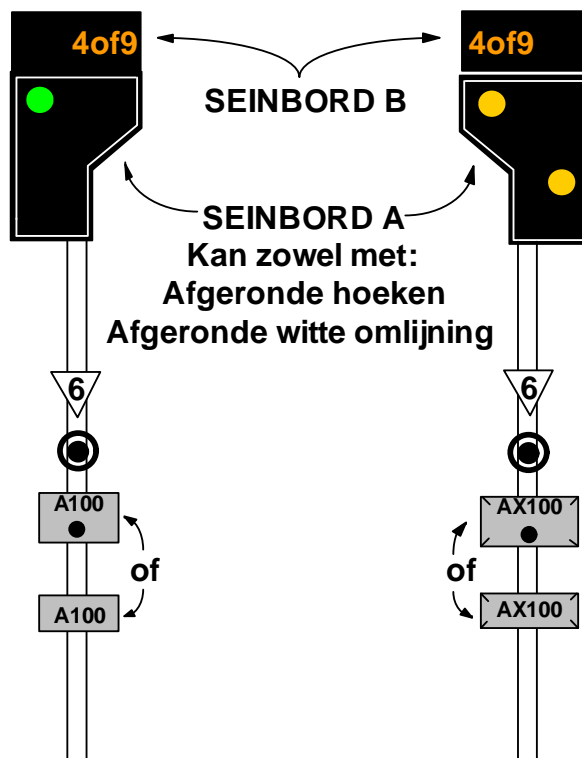 4of9 4of9
SEINBORD B
SEINBORD A
Kan zowel met:
Afgeronde hoeken
Afgeronde witte omlijning
6 6
A100 AX100
of of
A100 AX100